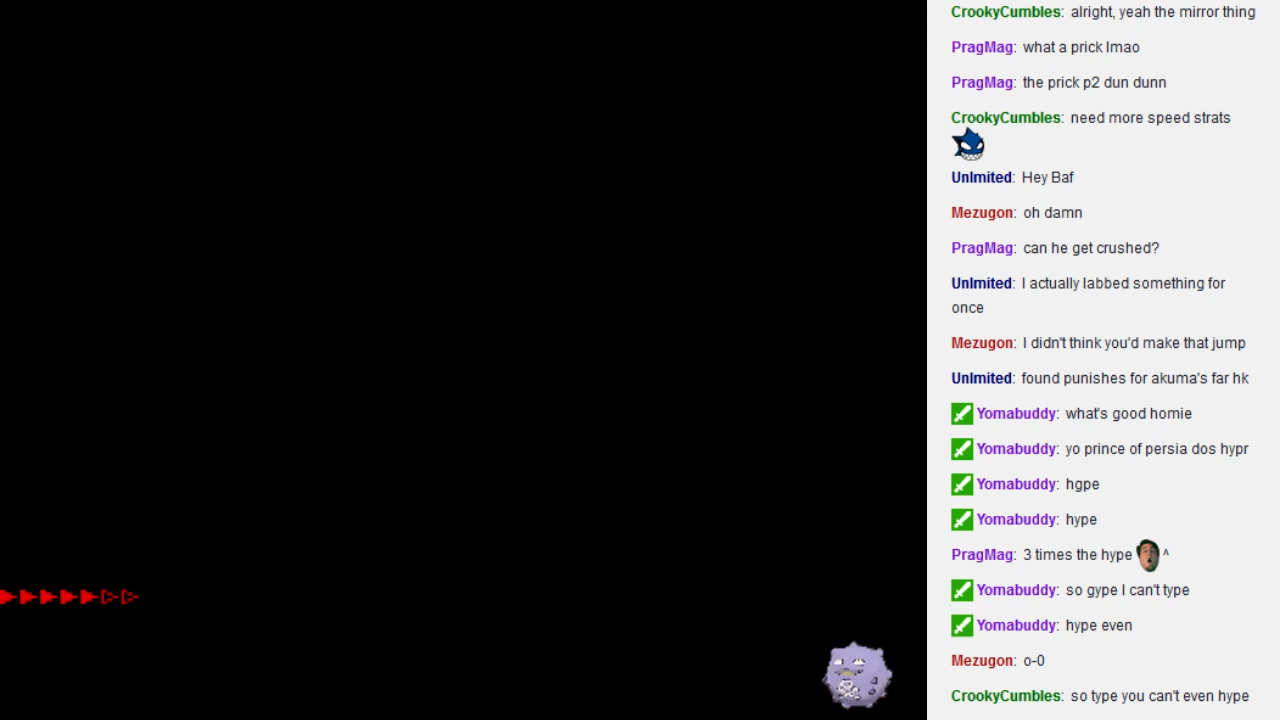 CrookyCumbles: alright, yeah the mirror thing
PragMag: what a prick lmao
PragMag: the prick p2 dun dunn
CrookyCumbles: need more speed strats
Unlmited: Hey Baf
Mezugon: oh damn
PragMag: can he get crushed?
Unlmited: I actually labbed something for
once
Mezugon: I didn't think you'd make that jump
Unlmited: found punishes for akuma's far hk
Yomabuddy: what's good homie
Yomabuddy: yo prince of persia dos hypr
Yomabuddy: hgpe
Yomabuddy: hype
PragMag: 3 times the hype ^
Yomabuddy: so gype I can't type
Yomabuddy: hype even
Mezugon: o-0
CrookyCumbles: so type you can't even hype